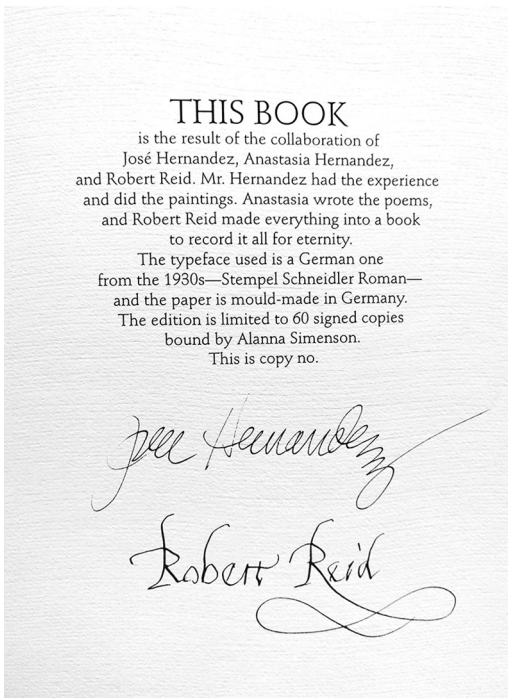 THIS BOOK
is the result of the collaboration of
José Hernandez, Anastasia Hernandez,
and Robert Reid. Mr. Hernandez had the experience
and did the paintings. Anastasia wrote the poems,
and Robert Reid made everything into a book
to record it all for eternity.
The typeface used is a German one
from the 1930s—Stempel Schneidler Roman—
and the paper is mould-made in Germany.
The edition is limited to 60 signed copies
bound by Alanna Simenson.
This is copy no.
Jose Hernandez
Robert Reid